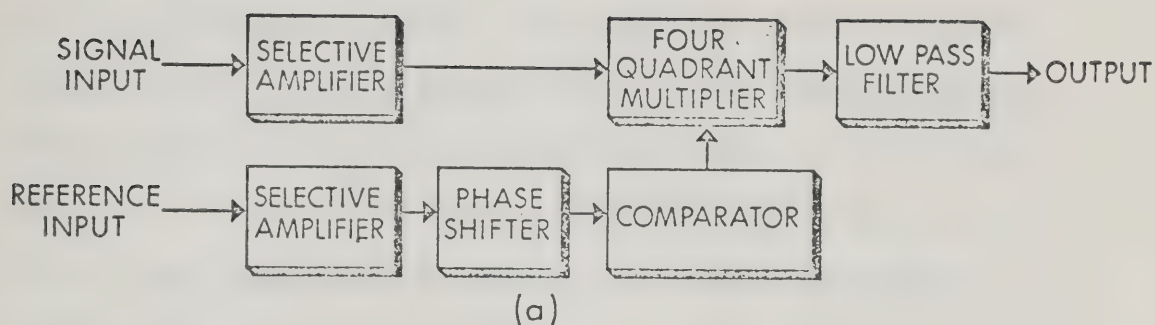 SIGNAL
INPUT
SELECTIVE
AMPLIFIER
FOUR
QUADRANT
MULTIPLIER
LOW PASS
FILTER
OUTPUT
REFERENCE
INPUT
SELECTIVE
AMPLIFIER
PHASE
SHIFTER
COMPARATOR
(a)